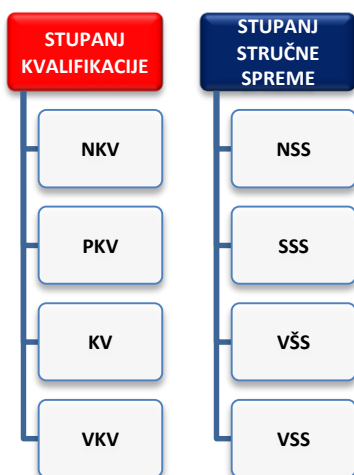 STUPANJ
KVALIFIKACIJE
NKV
PKV
KV
VKV
STUPANJ
STRUČNE
SPREME
NSS
SSS
VŠS
VSS